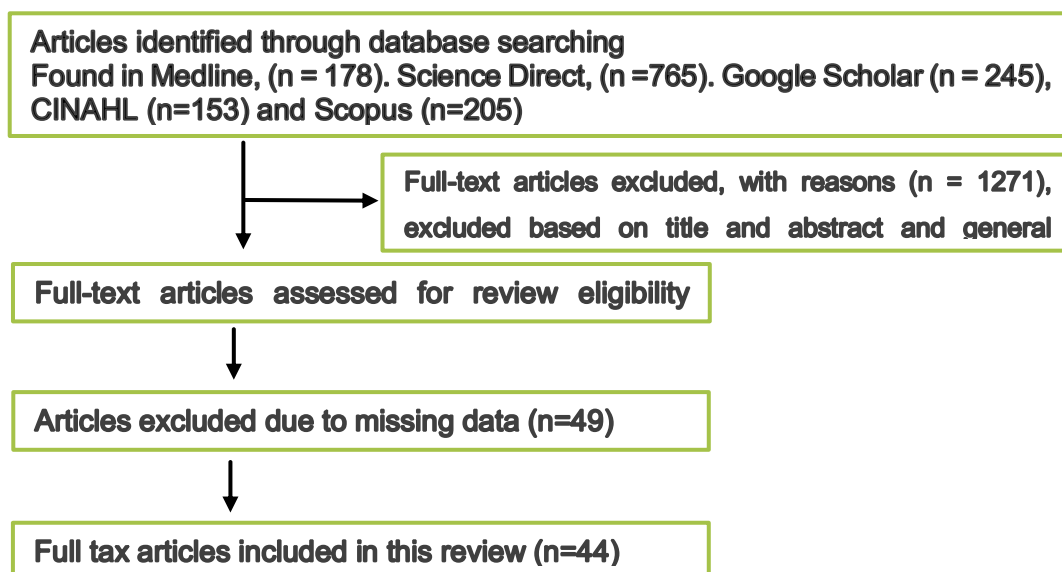 Articles identified through database searching
Found in Medline, (n = 178). Science Direct, (n =765). Google Scholar (n = 245),
CINAHL (n=153) and Scopus (n=205)
Full-text articles excluded, with reasons (n = 1271),
excluded based on title and abstract and general
Full-text articles assessed for review eligibility
Articles excluded due to missing data (n=49)
Full tax articles included in this review (n=44)